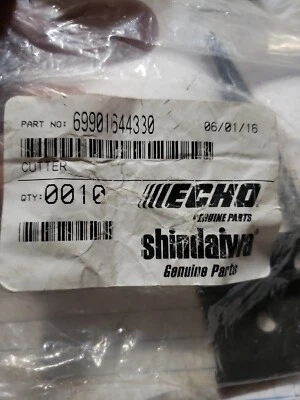 PART NO: 69901644330
06/01/16
CUTTER
QTY: 0010
ECHO
GENUINE PARTS
shindaiwa
Genuine Parts